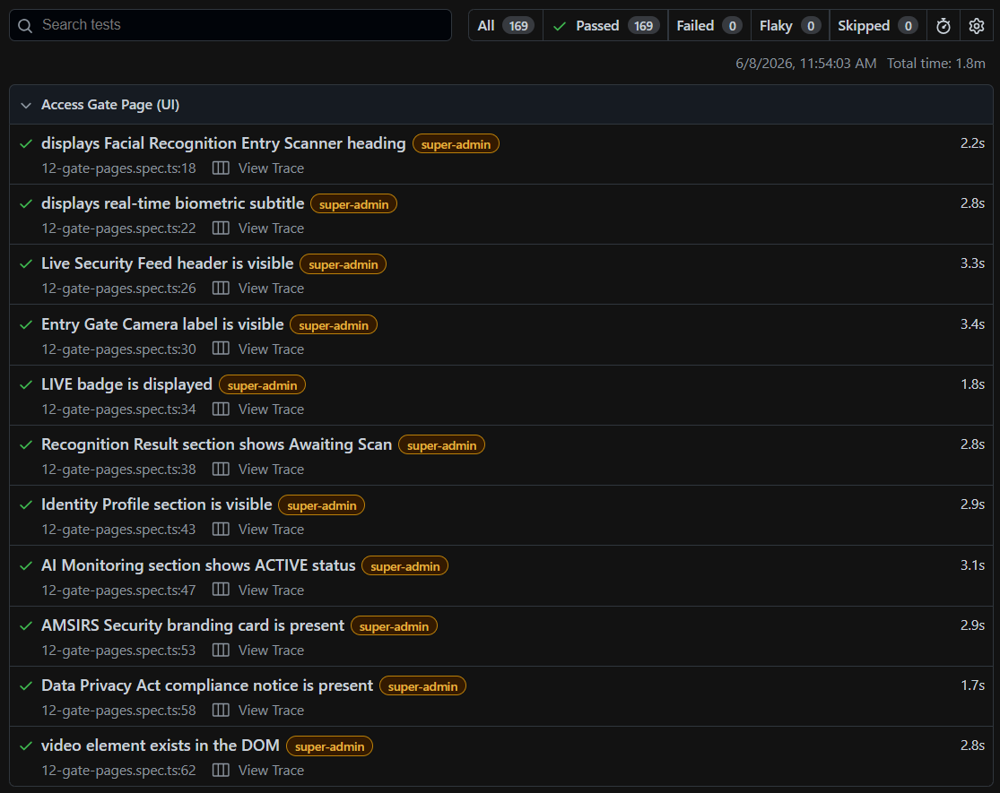 Search tests
All 169 Passed 169 Failed 0 Flaky 0 Skipped 0
6/8/2026, 11:54:03 AM Total time: 1.8m
Access Gate Page (UI)
displays Facial Recognition Entry Scanner heading super-admin 2.2s
12-gate-pages.spec.ts:18 View Trace
displays real-time biometric subtitle super-admin 2.8s
12-gate-pages.spec.ts:22 View Trace
Live Security Feed header is visible super-admin 3.3s
12-gate-pages.spec.ts:26 View Trace
Entry Gate Camera label is visible super-admin 3.4s
12-gate-pages.spec.ts:30 View Trace
LIVE badge is displayed super-admin 1.8s
12-gate-pages.spec.ts:34 View Trace
Recognition Result section shows Awaiting Scan super-admin 2.8s
12-gate-pages.spec.ts:38 View Trace
Identity Profile section is visible super-admin 2.9s
12-gate-pages.spec.ts:43 View Trace
AI Monitoring section shows ACTIVE status super-admin 3.1s
12-gate-pages.spec.ts:47 View Trace
AMSIRS Security branding card is present super-admin 2.9s
12-gate-pages.spec.ts:53 View Trace
Data Privacy Act compliance notice is present super-admin 1.7s
12-gate-pages.spec.ts:58 View Trace
video element exists in the DOM super-admin 2.8s
12-gate-pages.spec.ts:62 View Trace